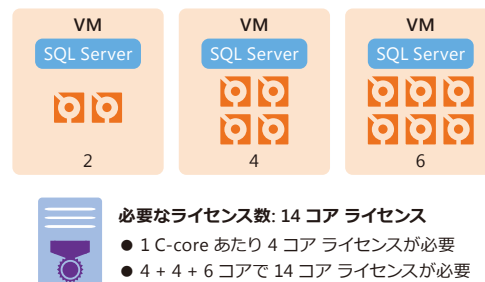 VM
SQL Server
2
VM
SQL Server
4
VM
SQL Server
6
必要なライセンス数: 14 コア ライセンス
● 1 C-core あたり 4 コア ライセンスが必要
● 4 + 4 + 6 コアで 14 コア ライセンスが必要